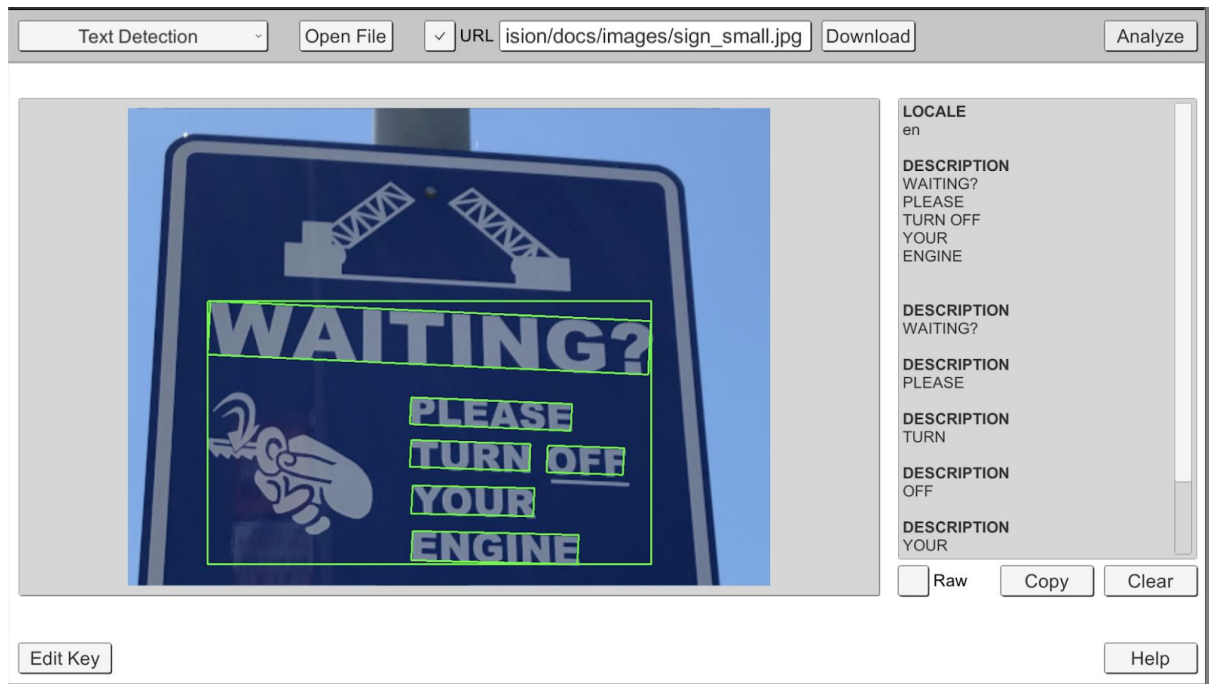 Text Detection
Open File
URL
ision/docs/images/sign_small.jpg
Download
Analyze
WAITING?
PLEASE
TURN OFF
YOUR
ENGINE
LOCALE
en
DESCRIPTION
WAITING?
PLEASE
TURN OFF
YOUR
ENGINE
DESCRIPTION
WAITING?
DESCRIPTION
PLEASE
DESCRIPTION
TURN
DESCRIPTION
OFF
DESCRIPTION
YOUR
Raw
Copy
Clear
Edit Key
Help